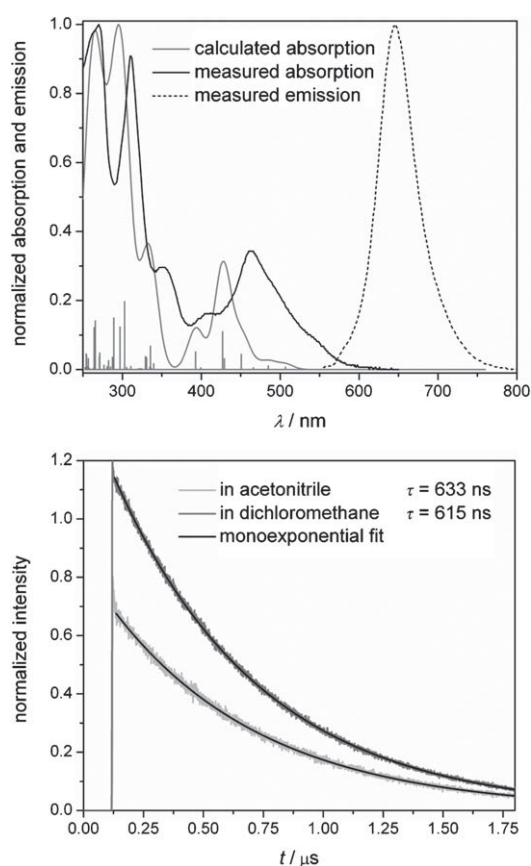 normalized absorption and emission
1.0
0.8
0.6
0.4
0.2
0.0
calculated absorption
measured absorption
measured emission
300 400 500 600 700 800
λ / nm
normalized intensity
1.2
1.0
0.8
0.6
0.4
0.2
0.0
in acetonitrile τ = 633 ns
in dichloromethane τ = 615 ns
monoexponential fit
0.00 0.25 0.50 0.75 1.00 1.25 1.50 1.75
t / μs